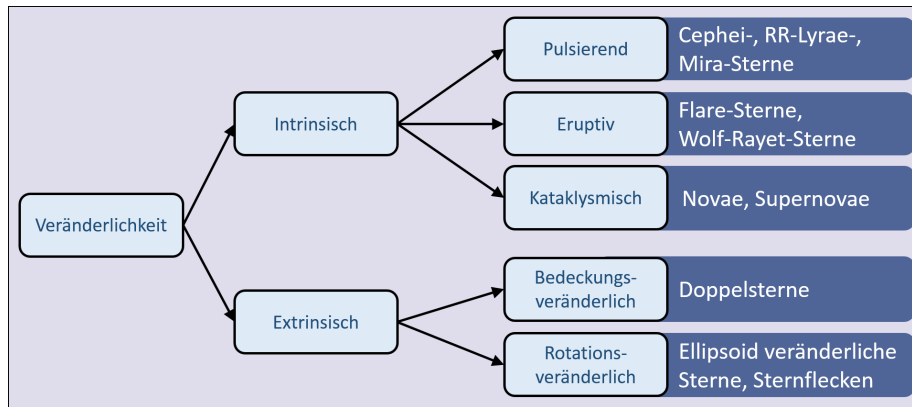 Pulsierend
Cephei-, RR-Lyrae-,
Mira-Sterne
Intrinsisch
Eruptiv
Flare-Sterne,
Wolf-Rayet-Sterne
Kataklysmisch
Novae, Supernovae
Veränderlichkeit
Extrinsisch
Bedeckungs-
veränderlich
Doppelsterne
Rotations-
veränderlich
Ellipsoid veränderliche
Sterne, Sternflecken